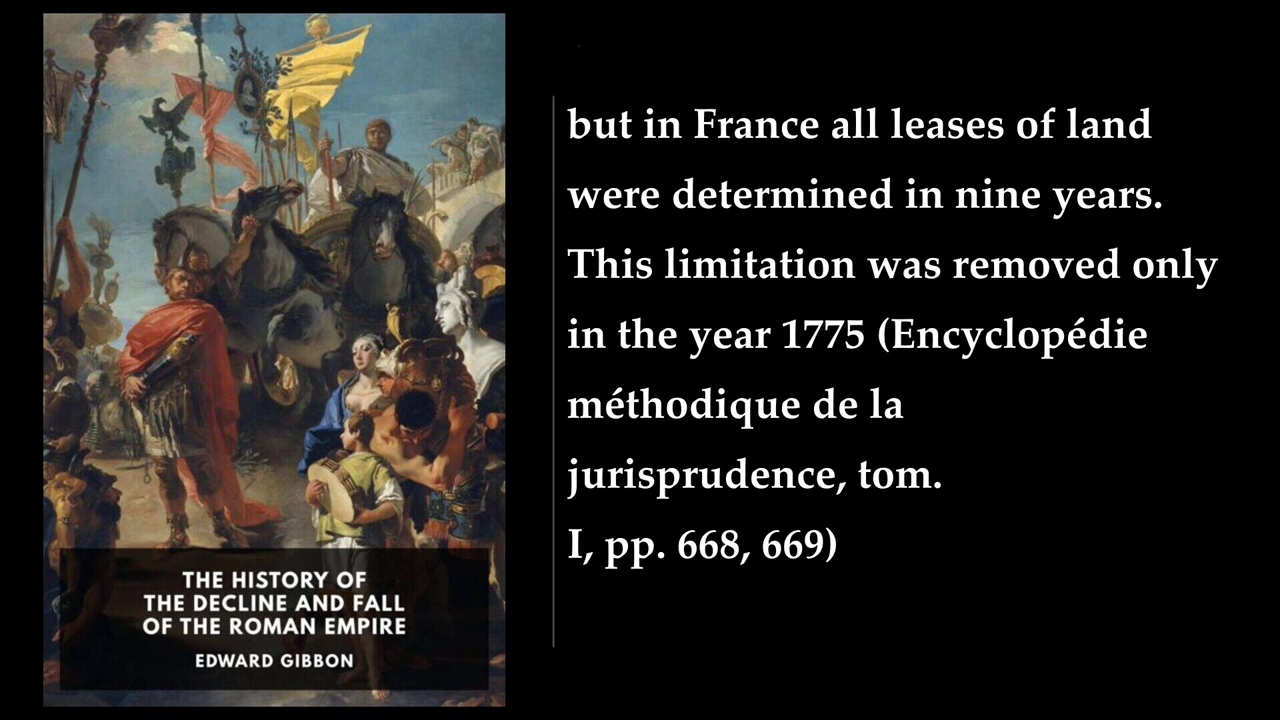 THE HISTORY OF
THE DECLINE AND FALL
OF THE ROMAN EMPIRE
EDWARD GIBBON
but in France all leases of land
were determined in nine years.
This limitation was removed only
in the year 1775 (Encyclopédie
méthodique de la
jurisprudence, tom.
I, pp. 668, 669)